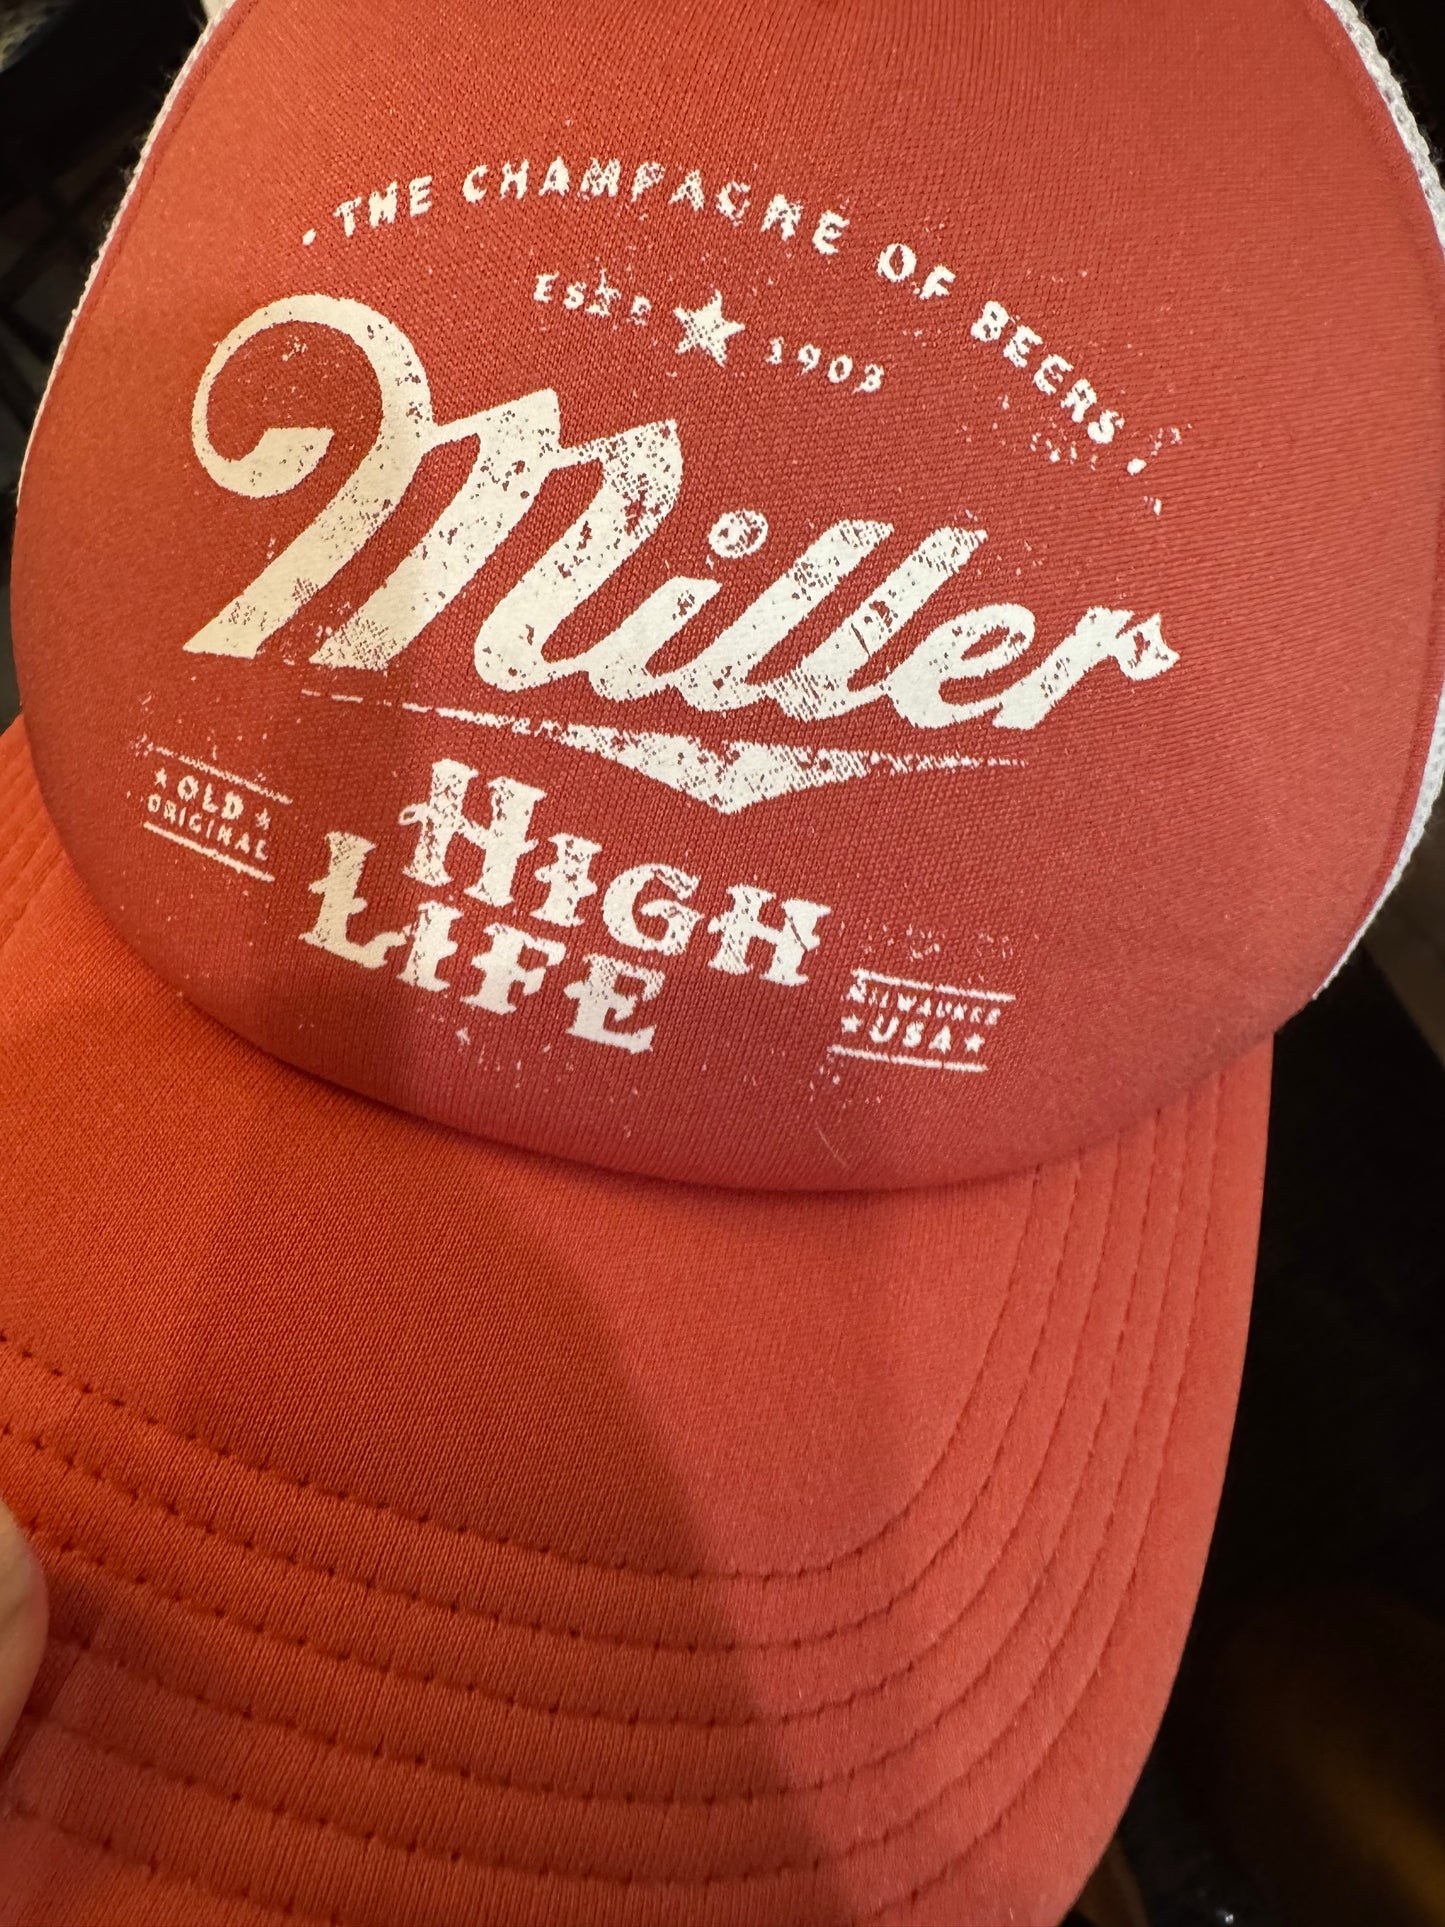 · THE CHAMPAGNE OF BEERS ·
ESTD ★ 1903
Miller
HIGH
LIFE
★ OLD ★
ORIGINAL
MILWAUKEE
★ USA ★